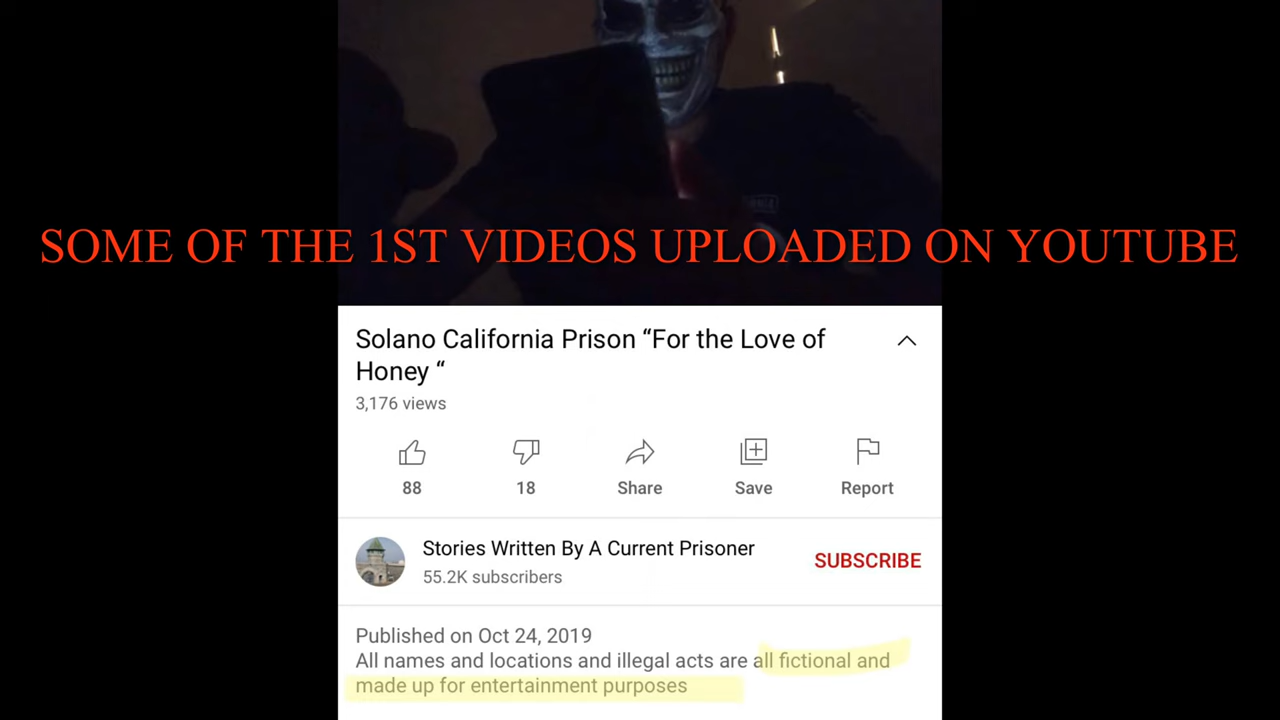 SOME OF THE 1ST VIDEOS UPLOADED ON YOUTUBE
Solano California Prison “For the Love of
Honey “
3,176 views
88
18
Share
Save
Report
Stories Written By A Current Prisoner
55.2K subscribers
SUBSCRIBE
Published on Oct 24, 2019
All names and locations and illegal acts are all fictional and
made up for entertainment purposes